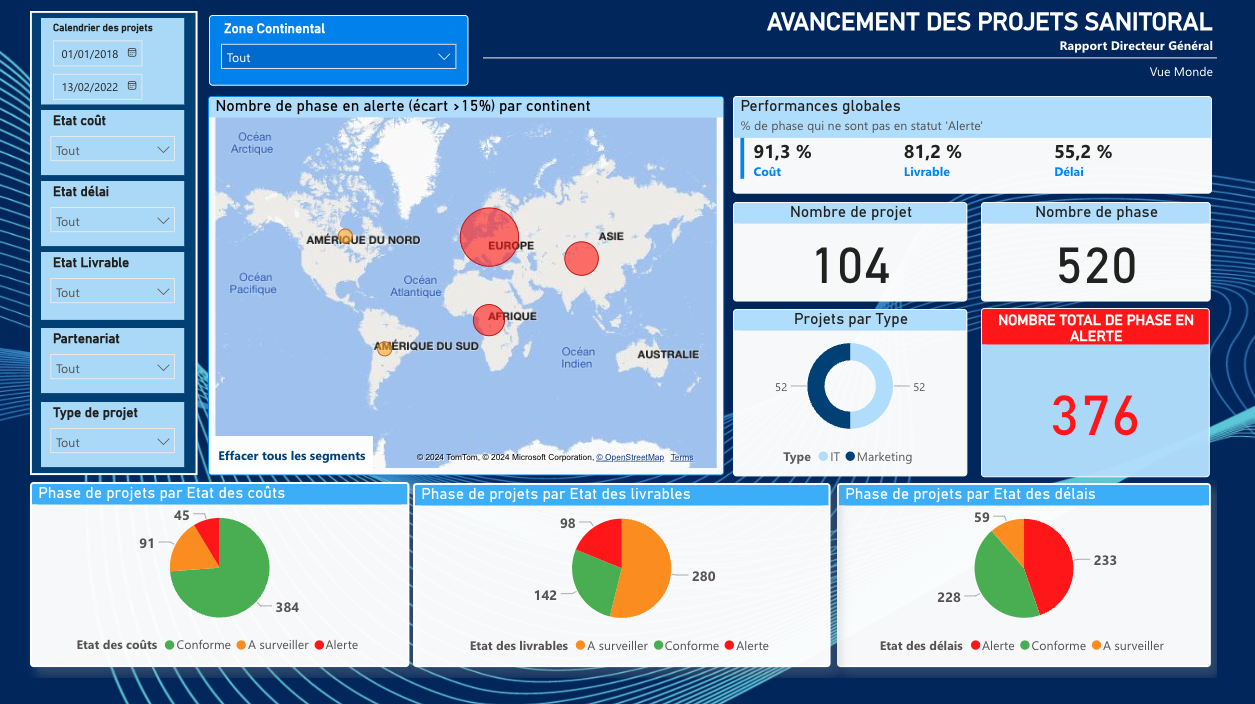 Calendrier des projets
01/01/2018
13/02/2022
Etat coût
Tout
Etat délai
Tout
Etat Livrable
Tout
Partenariat
Tout
Type de projet
Tout
Zone Continental
Tout
AVANCEMENT DES PROJETS SANITORAL
Rapport Directeur Général
Vue Monde
Nombre de phase en alerte (écart >15%) par continent
Océan
Arctique
AMÉRIQUE DU NORD
EUROPE
ASIE
Océan
Pacifique
Océan
Atlantique
AFRIQUE
AMÉRIQUE DU SUD
Océan
Indien
AUSTRALIE
Effacer tous les segments
© 2024 TomTom, © 2024 Microsoft Corporation, © OpenStreetMap Terms
Performances globales
% de phase qui ne sont pas en statut 'Alerte'
91,3 % 81,2 % 55,2 %
Coût Livrable Délai
Nombre de projet
104
Nombre de phase
520
Projets par Type
52 52
Type IT Marketing
NOMBRE TOTAL DE PHASE EN
ALERTE
376
Phase de projets par Etat des coûts
45
91
384
Etat des coûts Conforme A surveiller Alerte
Phase de projets par Etat des livrables
98
280
142
Etat des livrables A surveiller Conforme Alerte
Phase de projets par Etat des délais
59
233
228
Etat des délais Alerte Conforme A surveiller